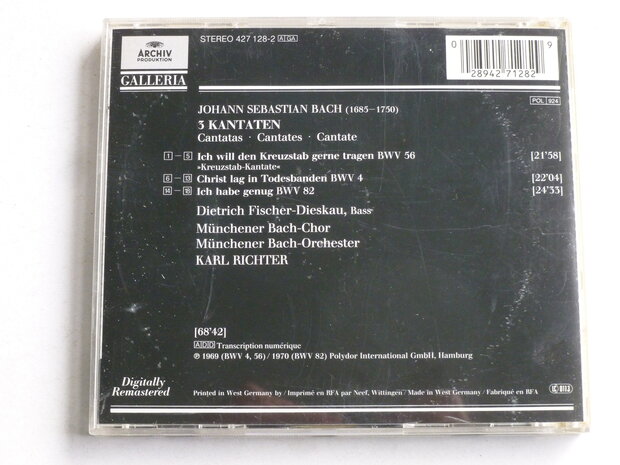 ARCHIV
PRODUKTION
GALLERIA
STEREO 427 128-2 A GA
0 28942 71282 9
POL 924
JOHANN SEBASTIAN BACH (1685–1750)
3 KANTATEN
Cantatas · Cantates · Cantate
1 – 5 Ich will den Kreuzstab gerne tragen BWV 56 [21'58]
»Kreuzstab-Kantate«
6 – 13 Christ lag in Todesbanden BWV 4 [22'04]
14 – 18 Ich habe genug BWV 82 [24'33]
Dietrich Fischer-Dieskau, Bass
Münchener Bach-Chor
Münchener Bach-Orchester
KARL RICHTER
[68'42]
ADD Transcription numérique
℗ 1969 (BWV 4, 56) / 1970 (BWV 82) Polydor International GmbH, Hamburg
Digitally
Remastered
Printed in West Germany by / Imprimé en RFA par Neef, Wittingen / Made in West Germany / Fabriqué en RFA